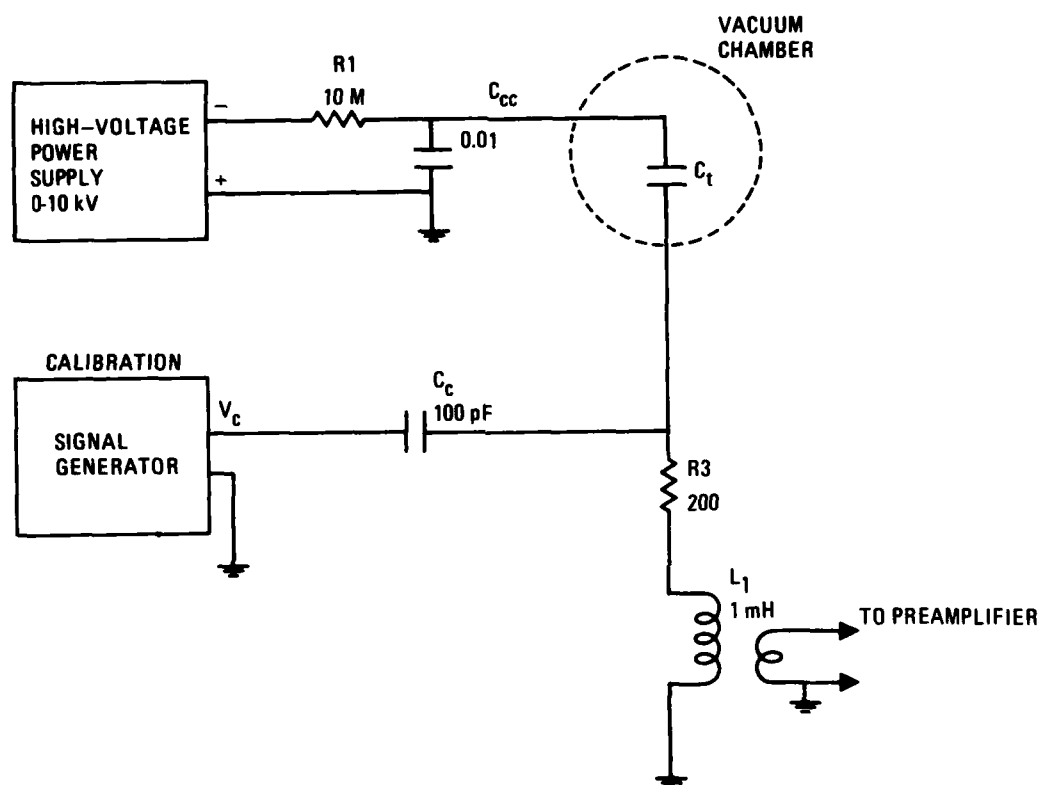 VACUUM
CHAMBER
R1
10 M
C_cc
−
HIGH–VOLTAGE
POWER
SUPPLY
0-10 kV
+
0.01
C_t
CALIBRATION
SIGNAL
GENERATOR
V_c
C_c
100 pF
R3
200
L_1
1 mH
TO PREAMPLIFIER